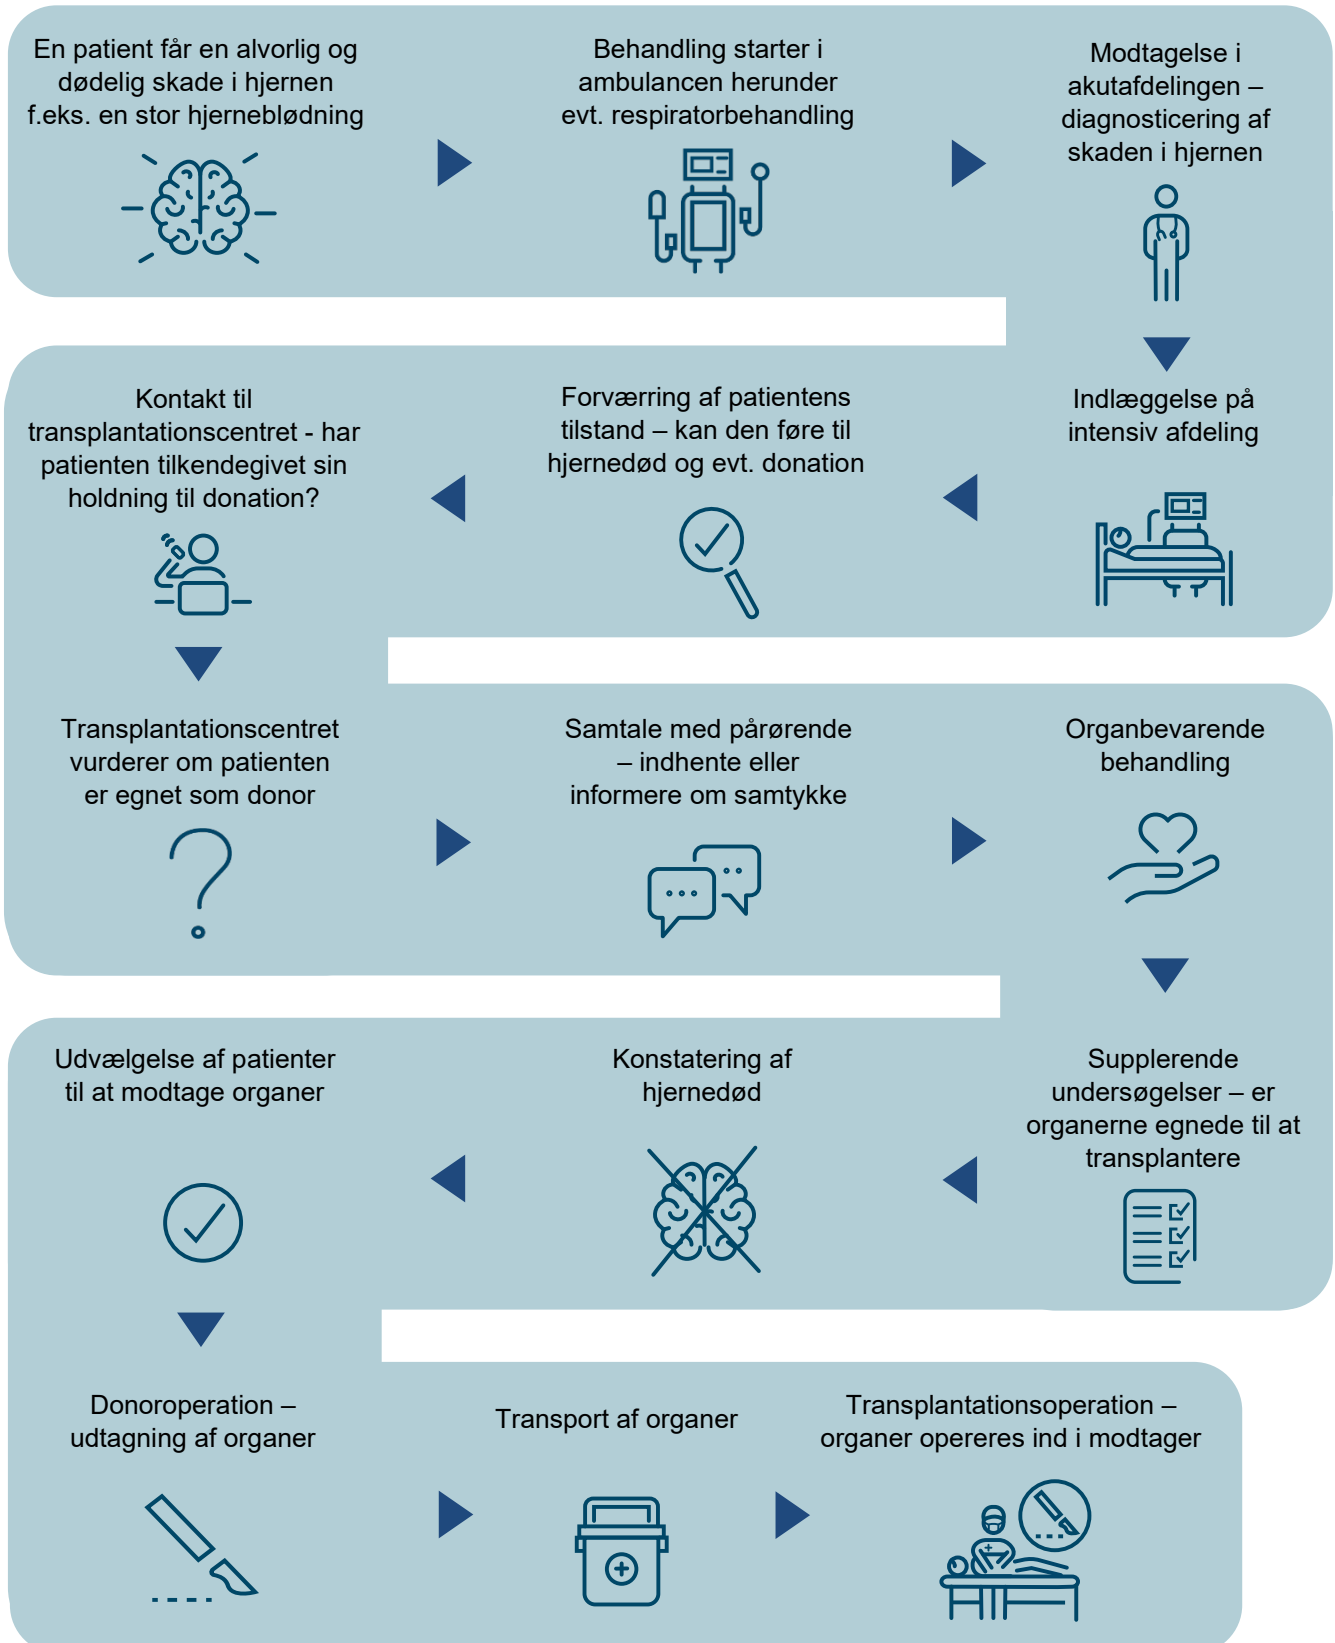 En patient får en alvorlig og
dødelig skade i hjernen
f.eks. en stor hjerneblødning
Behandling starter i
ambulancen herunder
evt. respiratorbehandling
Modtagelse i
akutafdelingen –
diagnosticering af
skaden i hjernen
Indlæggelse på
intensiv afdeling
Forværring af patientens
tilstand – kan den føre til
hjernedød og evt. donation
Kontakt til
transplantationscentret - har
patienten tilkendegivet sin
holdning til donation?
Transplantationscentret
vurderer om patienten
er egnet som donor
Samtale med pårørende
– indhente eller
informere om samtykke
Organbevarende
behandling
Supplerende
undersøgelser – er
organerne egnede til at
transplantere
Konstatering af
hjernedød
Udvælgelse af patienter
til at modtage organer
Donoroperation –
udtagning af organer
Transport af organer
Transplantationsoperation –
organer opereres ind i modtager